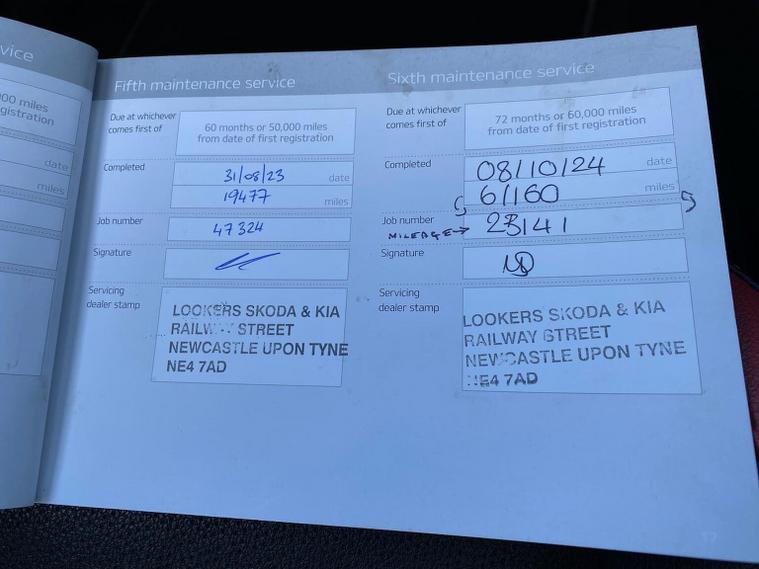 vice
00 miles
gistration
date
miles
Fifth maintenance service
Due at whichever
comes first of
60 months or 50,000 miles
from date of first registration
Completed
31/08/23 date
19477 miles
Job number
47324
Signature
Servicing
dealer stamp
LOOKERS SKODA & KIA
RAILWAY STREET
NEWCASTLE UPON TYNE
NE4 7AD
Sixth maintenance service
Due at whichever
comes first of
72 months or 60,000 miles
from date of first registration
Completed
08/10/24 date
61160 miles
Job number
MILEAGE→
Signature
Servicing
dealer stamp
LOOKERS SKODA & KIA
RAILWAY STREET
NEWCASTLE UPON TYNE
NE4 7AD
17